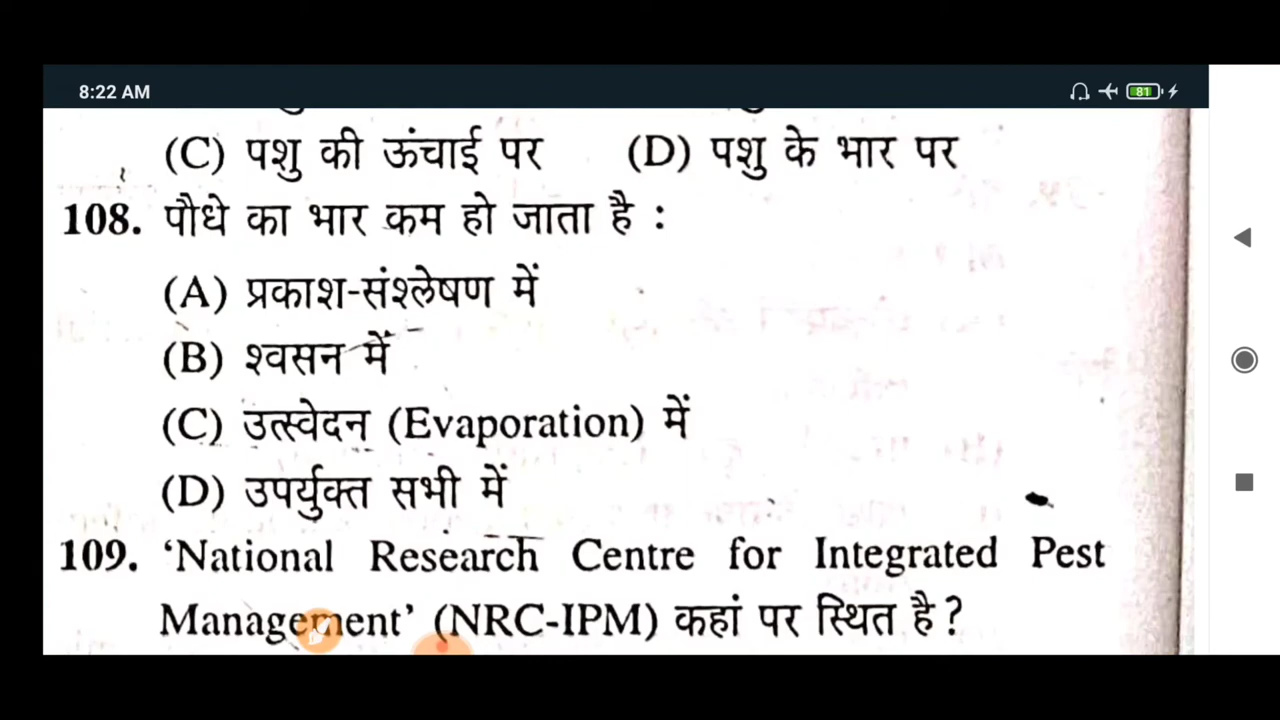 8:22 AM 81
(C) पशु की ऊंचाई पर (D) पशु के भार पर
108. पौधे का भार कम हो जाता है :
(A) प्रकाश-संश्लेषण में
(B) श्वसन में
(C) उत्स्वेदन (Evaporation) में
(D) उपर्युक्त सभी में
109. ‘National Research Centre for Integrated Pest
Management’ (NRC-IPM) कहां पर स्थित है?